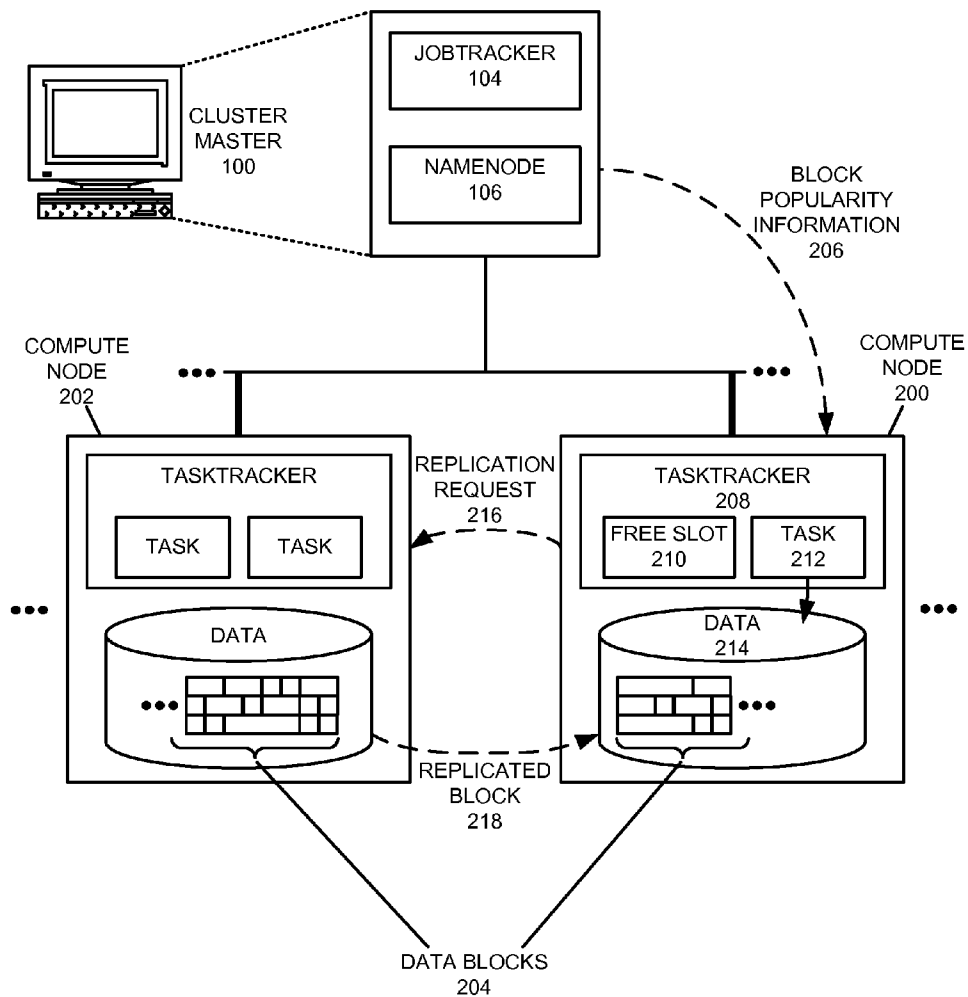 JOBTRACKER
104
CLUSTER
MASTER
100
NAMENODE
106
BLOCK
POPULARITY
INFORMATION
206
COMPUTE
NODE
202
COMPUTE
NODE
200
TASKTRACKER
TASK
TASK
REPLICATION
REQUEST
216
TASKTRACKER
208
FREE SLOT
210
TASK
212
DATA
DATA
214
REPLICATED
BLOCK
218
DATA BLOCKS
204